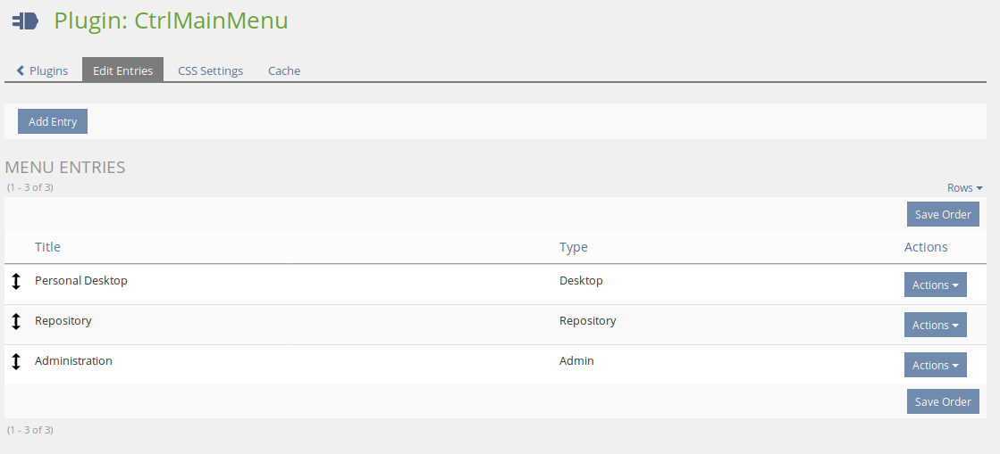 Plugin: CtrlMainMenu
Plugins Edit Entries CSS Settings Cache
Add Entry
MENU ENTRIES
(1 - 3 of 3) Rows
Save Order
Title Type Actions
Personal Desktop Desktop Actions
Repository Repository Actions
Administration Admin Actions
Save Order
(1 - 3 of 3)